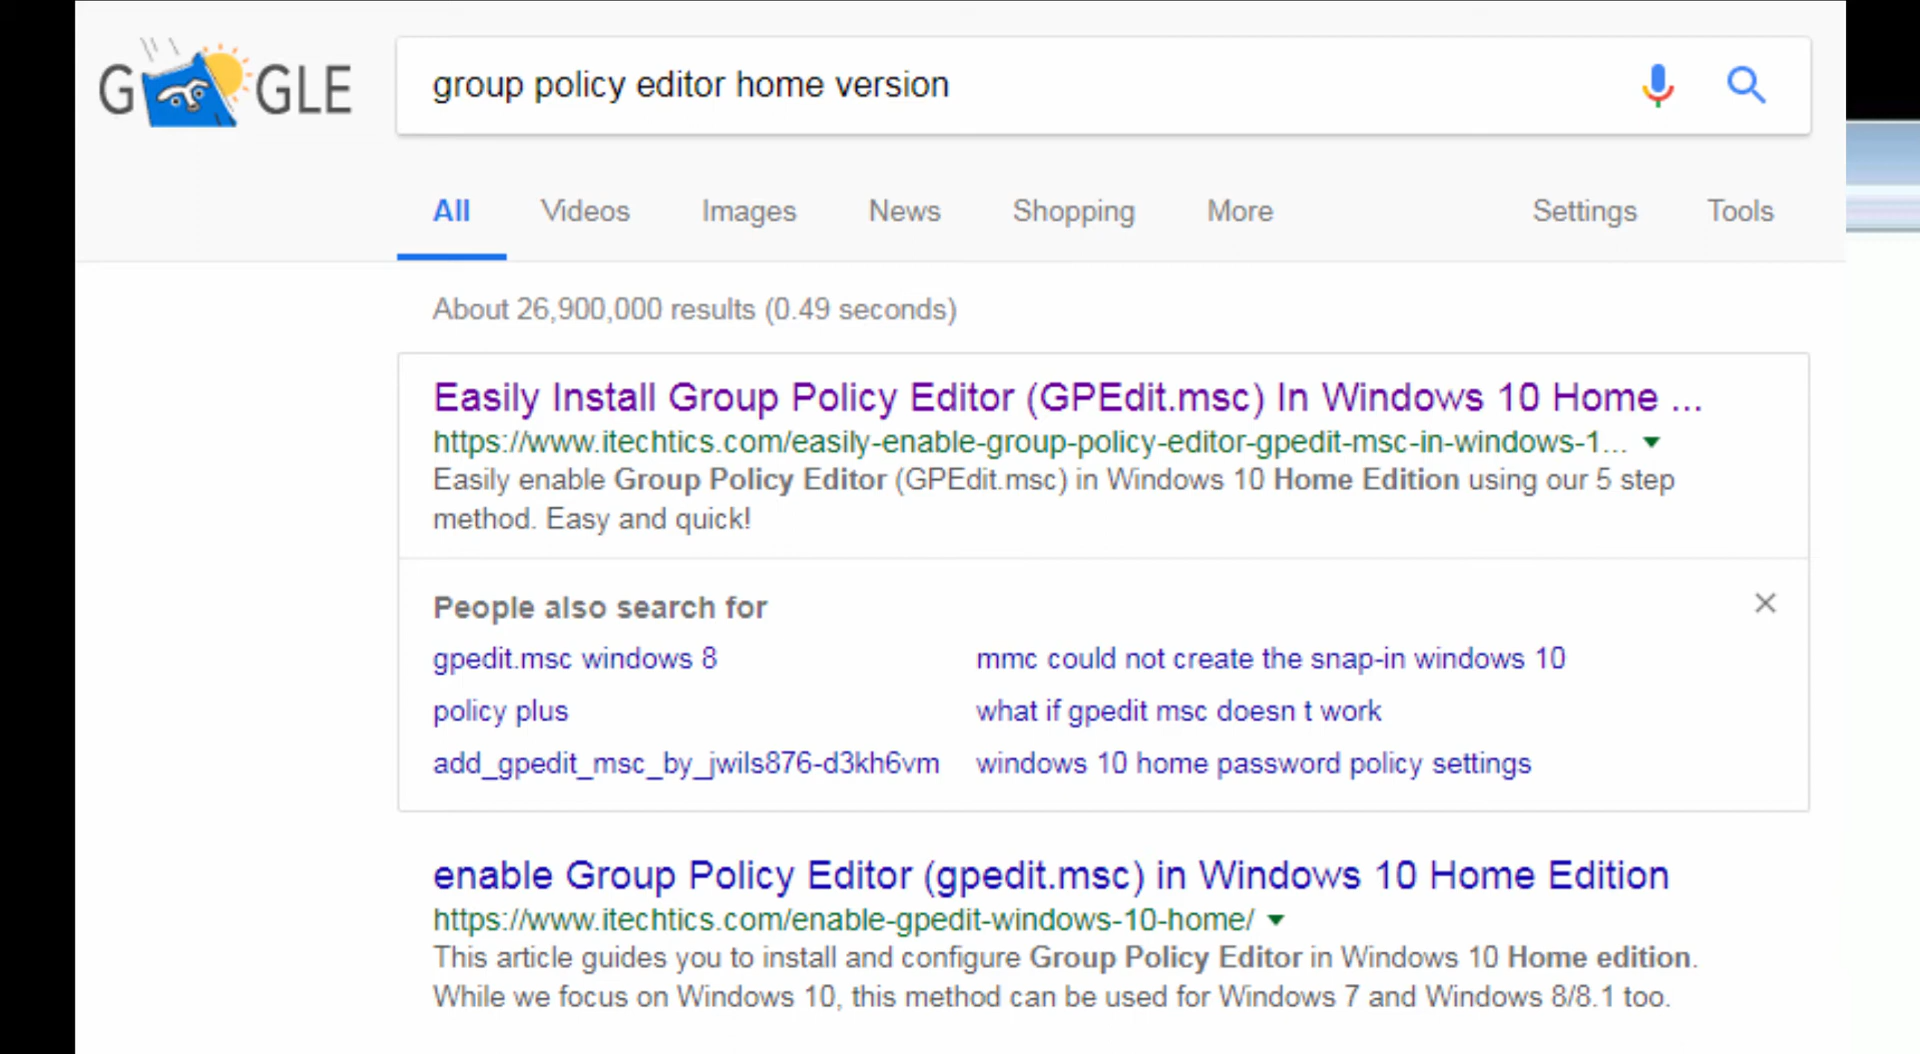 GOOGLE
group policy editor home version
All Videos Images News Shopping More Settings Tools
About 26,900,000 results (0.49 seconds)
Easily Install Group Policy Editor (GPEdit.msc) In Windows 10 Home ...
https://www.itechtics.com/easily-enable-group-policy-editor-gpedit-msc-in-windows-1...
Easily enable Group Policy Editor (GPEdit.msc) in Windows 10 Home Edition using our 5 step
method. Easy and quick!
People also search for
gpedit.msc windows 8 mmc could not create the snap-in windows 10
policy plus what if gpedit msc doesn t work
add_gpedit_msc_by_jwils876-d3kh6vm windows 10 home password policy settings
enable Group Policy Editor (gpedit.msc) in Windows 10 Home Edition
https://www.itechtics.com/enable-gpedit-windows-10-home/
This article guides you to install and configure Group Policy Editor in Windows 10 Home edition.
While we focus on Windows 10, this method can be used for Windows 7 and Windows 8/8.1 too.